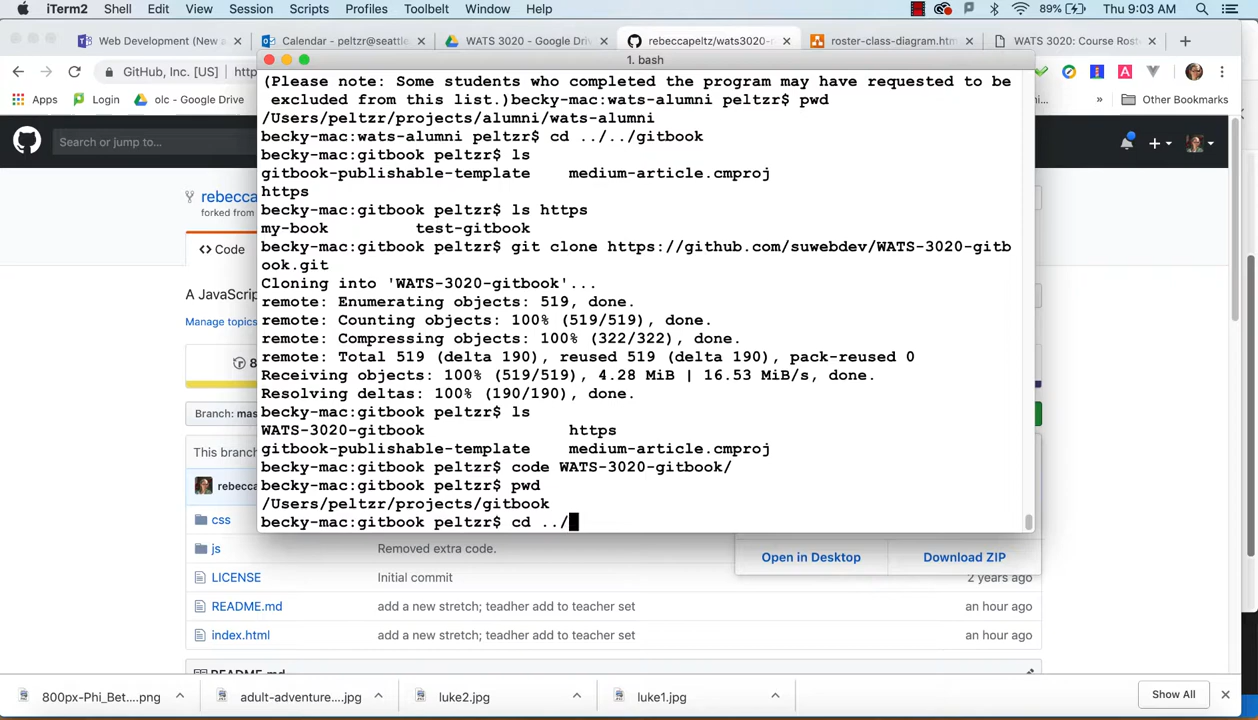 iTerm2 Shell Edit View Session Scripts Profiles Toolbelt Window Help 89% Thu 9:03 AM
Web Development (New a
Calendar - peltzr@seattle
WATS 3020 - Google Dri
rebeccapeltz/wats3020-
roster-class-diagram.htm
WATS 3020: Course Ros
GitHub, Inc. [US] http
1. bash
Apps Login olc - Google Drive
» Other Bookmarks
Search or jump to...
(Please note: Some students who completed the program may have requested to be
excluded from this list.)becky-mac:wats-alumni peltzr$ pwd
/Users/peltzr/projects/alumni/wats-alumni
becky-mac:wats-alumni peltzr$ cd ../../gitbook
becky-mac:gitbook peltzr$ ls
gitbook-publishable-template medium-article.cmproj
https
becky-mac:gitbook peltzr$ ls https
my-book test-gitbook
becky-mac:gitbook peltzr$ git clone https://github.com/suwebdev/WATS-3020-gitb
ook.git
Cloning into 'WATS-3020-gitbook'...
remote: Enumerating objects: 519, done.
remote: Counting objects: 100% (519/519), done.
remote: Compressing objects: 100% (322/322), done.
remote: Total 519 (delta 190), reused 519 (delta 190), pack-reused 0
Receiving objects: 100% (519/519), 4.28 MiB | 16.53 MiB/s, done.
Resolving deltas: 100% (190/190), done.
becky-mac:gitbook peltzr$ ls
WATS-3020-gitbook https
gitbook-publishable-template medium-article.cmproj
becky-mac:gitbook peltzr$ code WATS-3020-gitbook/
becky-mac:gitbook peltzr$ pwd
/Users/peltzr/projects/gitbook
becky-mac:gitbook peltzr$ cd ../
rebecca
forked from
<> Code
A JavaScrip
Manage topics
8
Branch: mas
This branch
rebecca
css
js Removed extra code.
Open in Desktop Download ZIP
LICENSE Initial commit 2 years ago
README.md add a new stretch; teadher add to teacher set an hour ago
index.html add a new stretch; teadher add to teacher set an hour ago
README.md
800px-Phi_Bet....png
adult-adventure....jpg
luke2.jpg
luke1.jpg
Show All